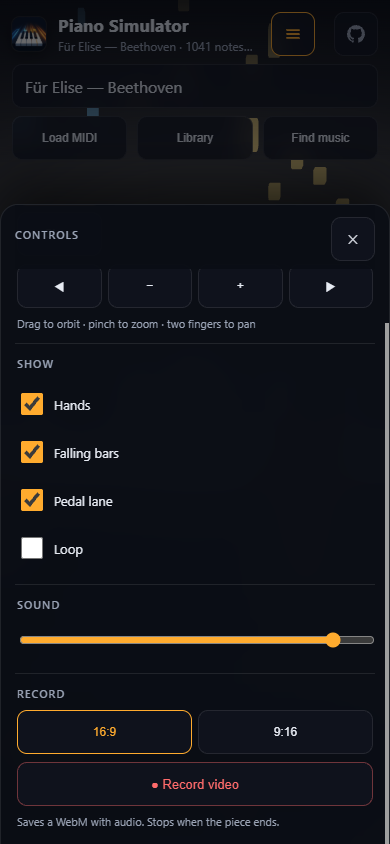 Piano Simulator
Für Elise — Beethoven · 1041 notes...
Für Elise — Beethoven
Load MIDI
Library
Find music
CONTROLS
Drag to orbit · pinch to zoom · two fingers to pan
SHOW
Hands
Falling bars
Pedal lane
Loop
SOUND
RECORD
16:9
9:16
● Record video
Saves a WebM with audio. Stops when the piece ends.